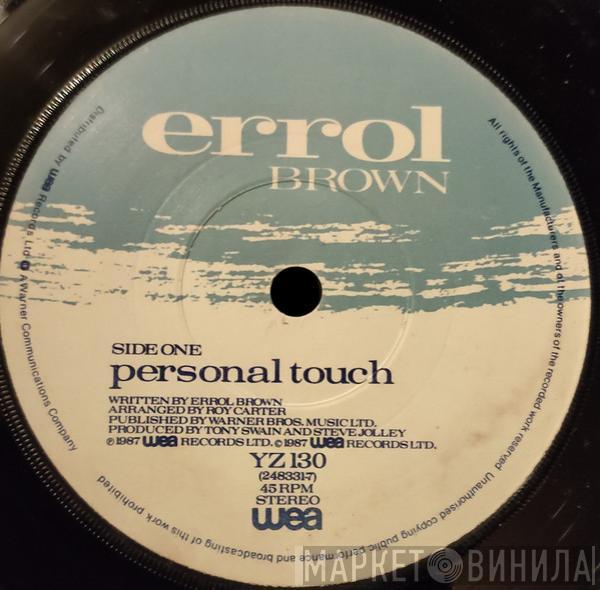 errol
BROWN
SIDE ONE
personal touch
WRITTEN BY ERROL BROWN
ARRANGED BY ROY CARTER
PUBLISHED BY WARNER BROS. MUSIC LTD.
PRODUCED BY TONY SWAIN AND STEVE JOLLEY
℗1987 wea RECORDS LTD. ©1987 wea RECORDS LTD.
YZ 130
(248331-7)
45 RPM
STEREO
wea
Distributed by wea Records Ltd. A Warner Communications Company
All rights of the Manufacturers and of the owners of the recorded work reserved. Unauthorised copying public performance and broadcasting of this work prohibited
МАРКЕТ ВИНИЛА